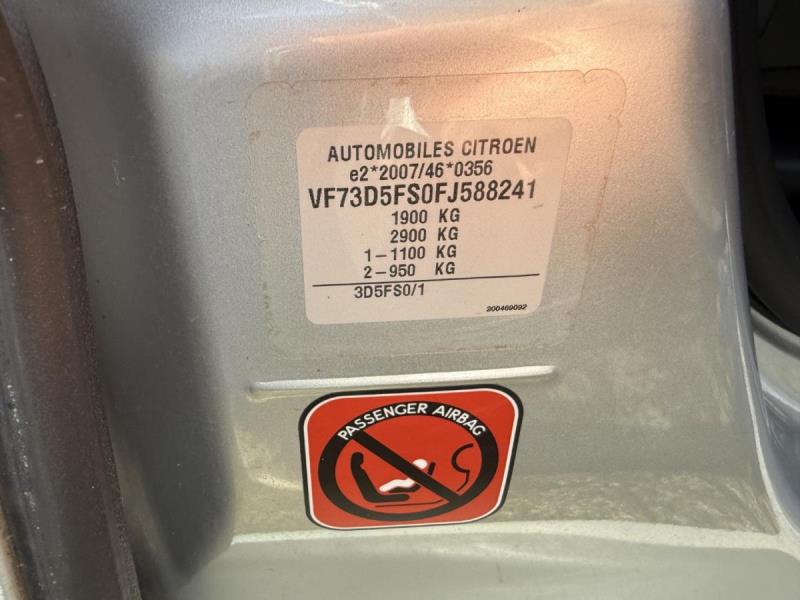 AUTOMOBILES CITROEN
e2*2007/46*0356
VF73D5FS0FJ588241
1900 KG
2900 KG
1-1100 KG
2-950 KG
3D5FS0/1
200469092
PASSENGER AIRBAG